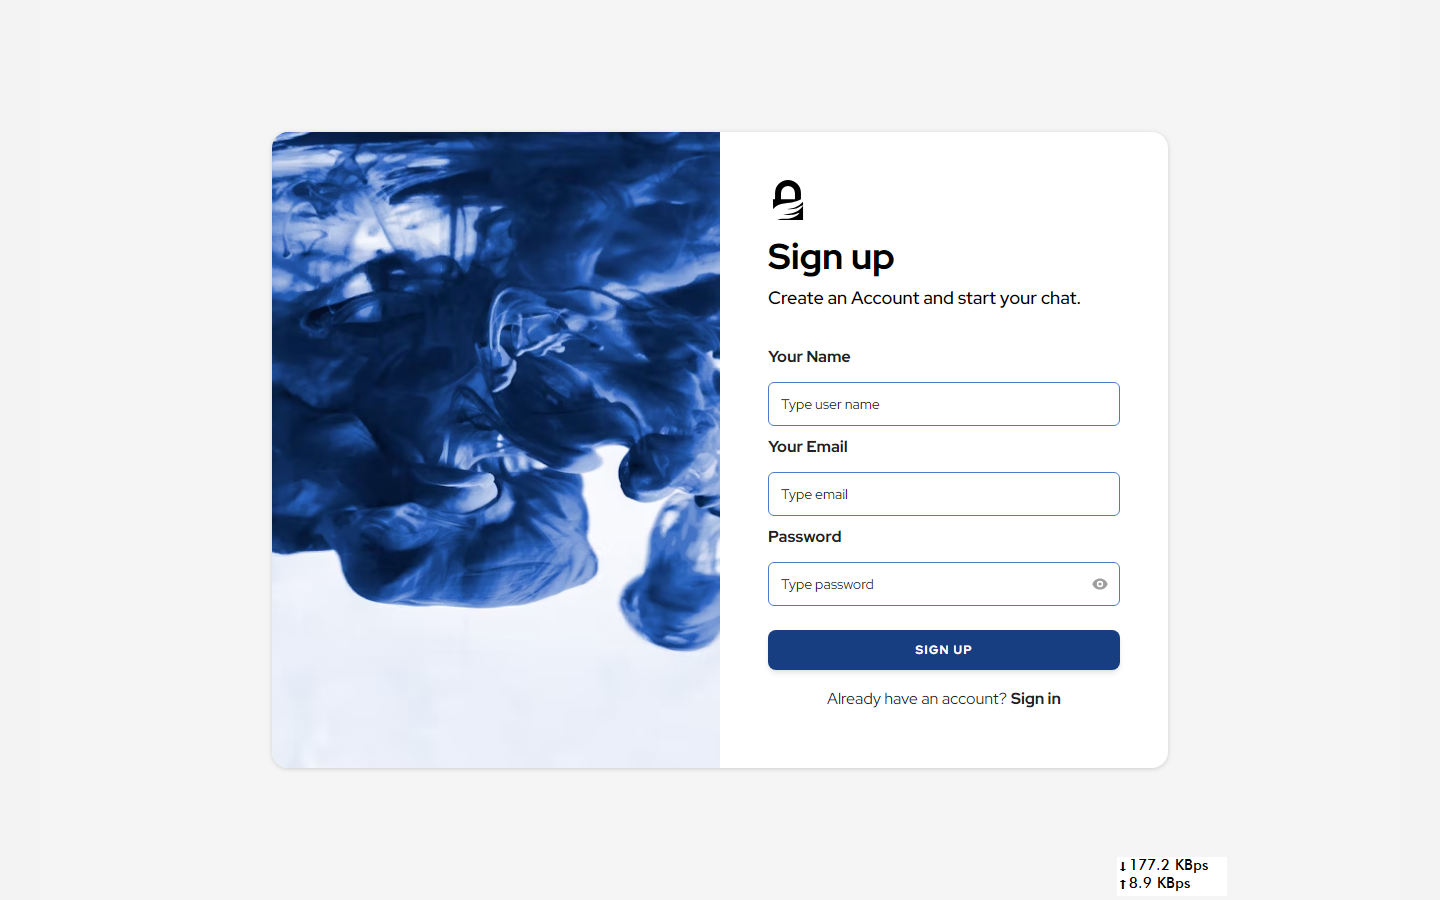 Sign up
Create an Account and start your chat.
Your Name
Type user name
Your Email
Type email
Password
Type password
SIGN UP
Already have an account? Sign in
↓177.2 KBps
↑8.9 KBps